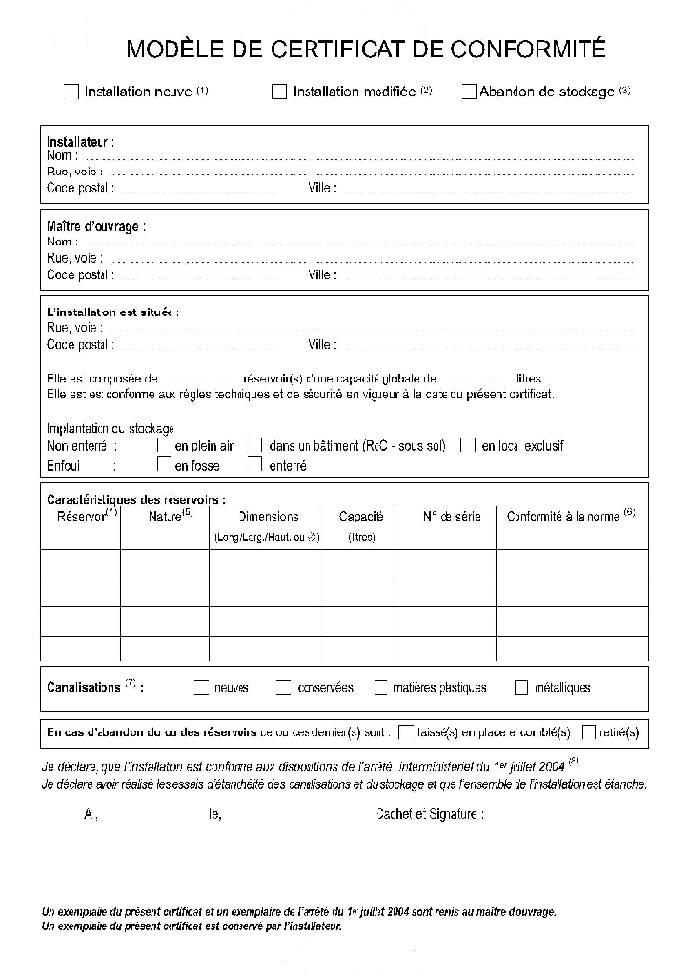 MODÈLE DE CERTIFICAT DE CONFORMITÉ
Installation neuve (1) Installation modifiée (2) Abandon de stockage (3)
Installateur :
Nom :
Rue, voie :
Code postal : Ville :
Maître d'ouvrage :
Nom :
Rue, voie :
Code postal : Ville :
L'installation est située :
Rue, voie :
Code postal : Ville :
Elle est composée de réservoir(s) d'une capacité globale de litres
Elle est est conforme aux règles techniques et de sécurité en vigueur à la date du présent certificat.
Implantation du stockage
Non enterré : en plein air dans un bâtiment (RdC - sous sol) en local exclusif
Enfoui : en fosse enterré
Caractéristiques des reservoirs :
Réservoir(4) Nature(5) Dimensions Capacité N° de série Conformité à la norme (6)
(Long./Larg./Haut. ou ∅) (litres)
Canalisations (7) : neuves conservées matières plastiques métalliques
En cas d'abandon du ou des réservoirs ce ou ces dernier(s) sont : laissé(s) en place et comblé(s) retiré(s)
Je déclare, que l'installation est conforme aux dispositions de l'arrêté interministériel du 1er juillet 2004 (8)
Je déclare avoir réalisé les essais d'étanchéité des canalisations et du stockage et que l'ensemble de l'installation est étanche.
A , le, Cachet et Signature :
Un exemplaire du présent certificat et un exemplaire de l'arrêté du 1er juillet 2004 sont remis au maître d'ouvrage.
Un exemplaire du présent certificat est conservé par l'installateur.